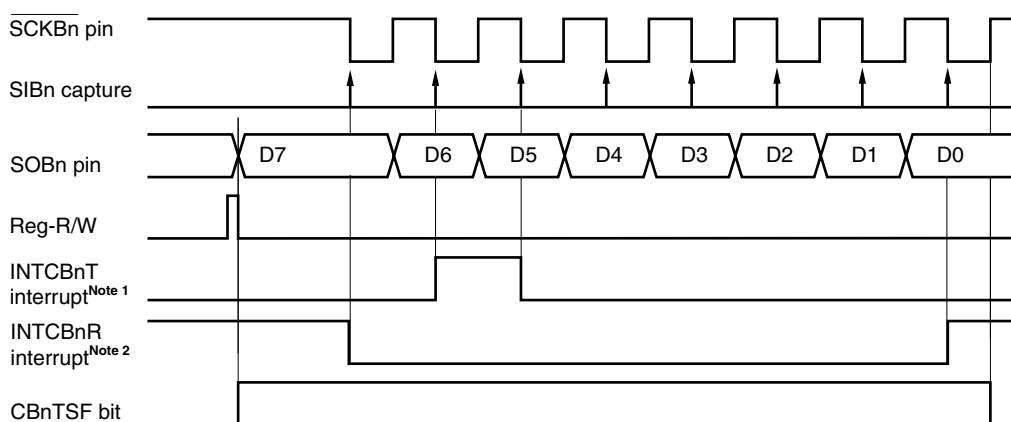 SCKBn pin
SIBn capture
SOBn pin
D7 D6 D5 D4 D3 D2 D1 D0
Reg-R/W
INTCBnT
interruptNote 1
INTCBnR
interruptNote 2
CBnTSF bit